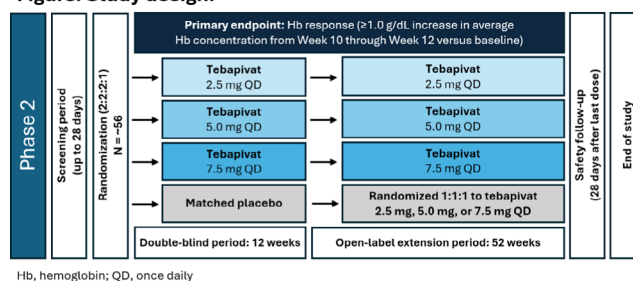 Figure. Study design.
Primary endpoint: Hb response (≥1.0 g/dL increase in average
Hb concentration from Week 10 through Week 12 versus baseline)
Phase 2
Screening period
(up to 28 days)
Randomization (2:2:2:1)
N = ~56
Tebapivat
2.5 mg QD
Tebapivat
2.5 mg QD
Tebapivat
5.0 mg QD
Tebapivat
5.0 mg QD
Tebapivat
7.5 mg QD
Tebapivat
7.5 mg QD
Matched placebo
Randomized 1:1:1 to tebapivat
2.5 mg, 5.0 mg, or 7.5 mg QD
Double-blind period: 12 weeks
Open-label extension period: 52 weeks
Safety follow-up
(28 days after last dose)
End of study
Hb, hemoglobin; QD, once daily